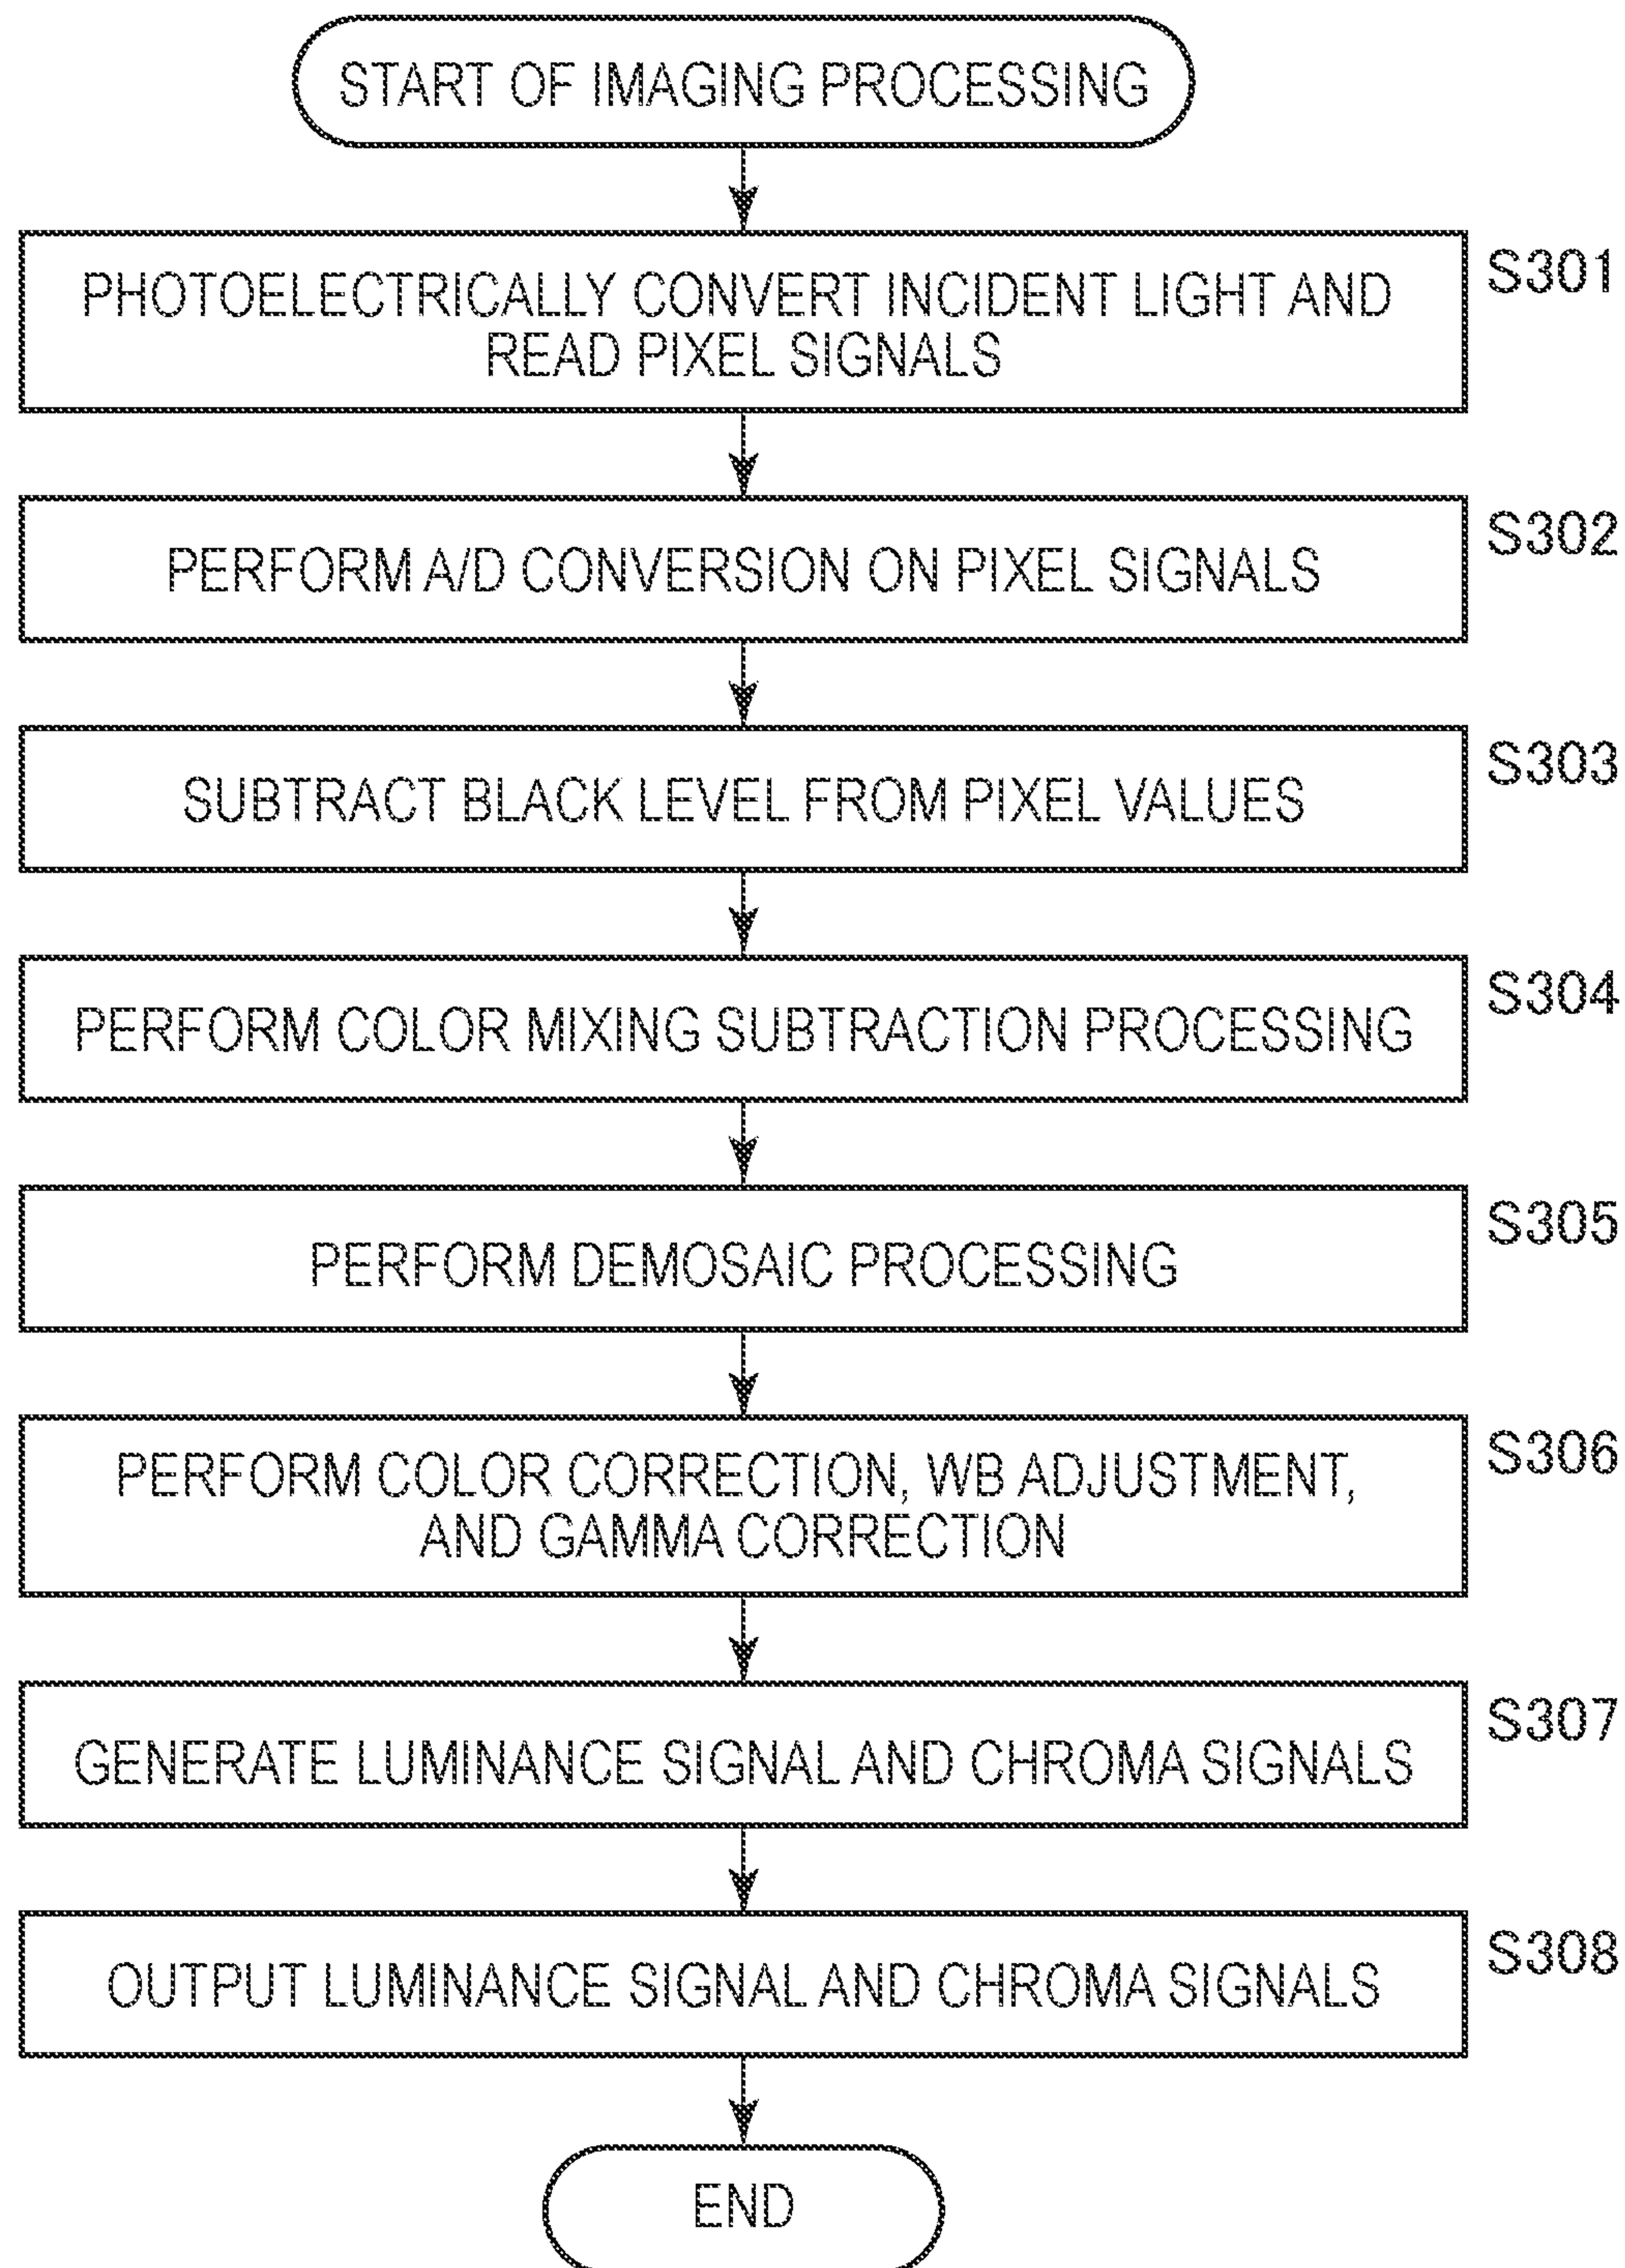 START OF IMAGING PROCESSING
S301
PHOTOELECTRICALLY CONVERT INCIDENT LIGHT AND
READ PIXEL SIGNALS
S302
PERFORM A/D CONVERSION ON PIXEL SIGNALS
S303
SUBTRACT BLACK LEVEL FROM PIXEL VALUES
S304
PERFORM COLOR MIXING SUBTRACTION PROCESSING
S305
PERFORM DEMOSAIC PROCESSING
S306
PERFORM COLOR CORRECTION, WB ADJUSTMENT,
AND GAMMA CORRECTION
S307
GENERATE LUMINANCE SIGNAL AND CHROMA SIGNALS
S308
OUTPUT LUMINANCE SIGNAL AND CHROMA SIGNALS
END